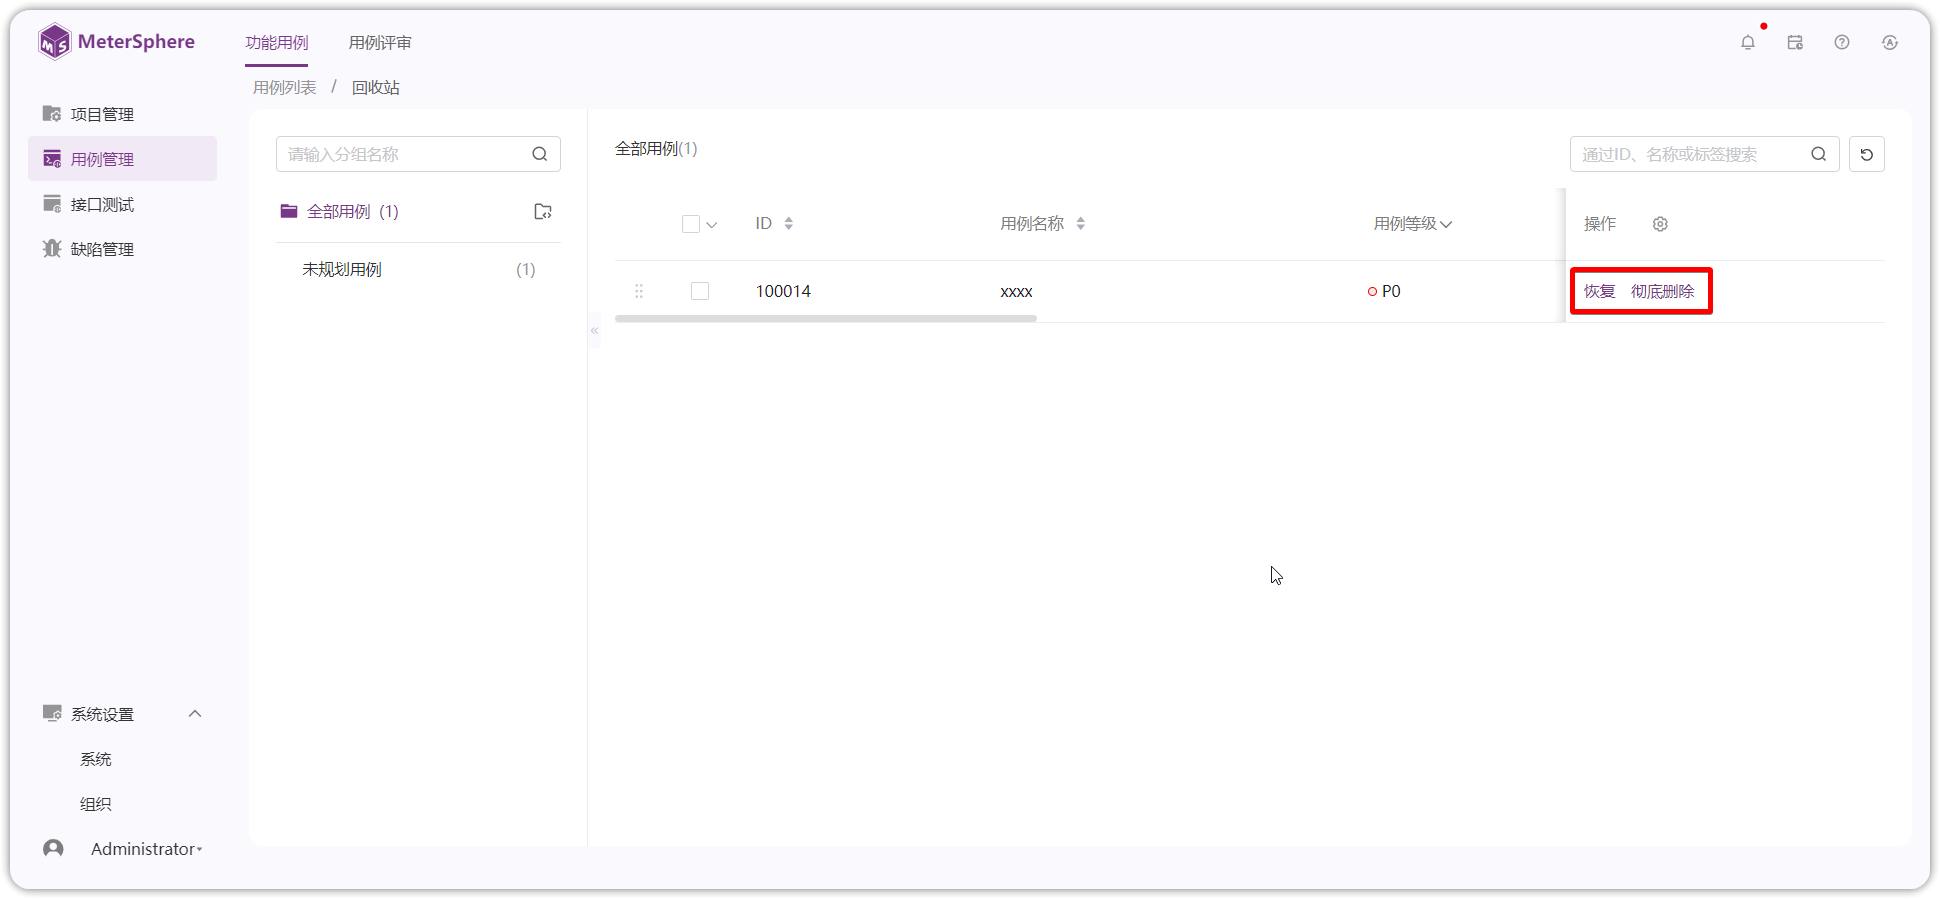 MeterSphere
功能用例 用例评审
用例列表 / 回收站
项目管理
用例管理
接口测试
缺陷管理
系统设置
系统
组织
Administrator
请输入分组名称
全部用例 (1)
未规划用例 (1)
全部用例(1)
通过ID、名称或标签搜索
ID 用例名称 用例等级 操作
100014 xxxx P0 恢复 彻底删除